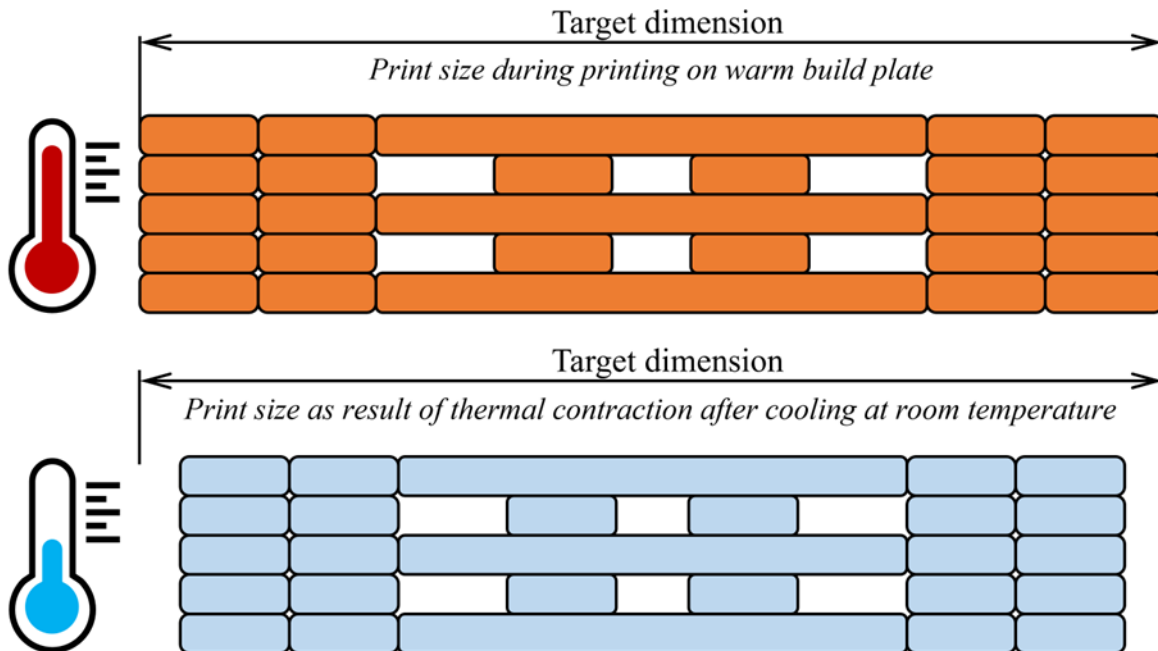 Target dimension
Print size during printing on warm build plate
Target dimension
Print size as result of thermal contraction after cooling at room temperature